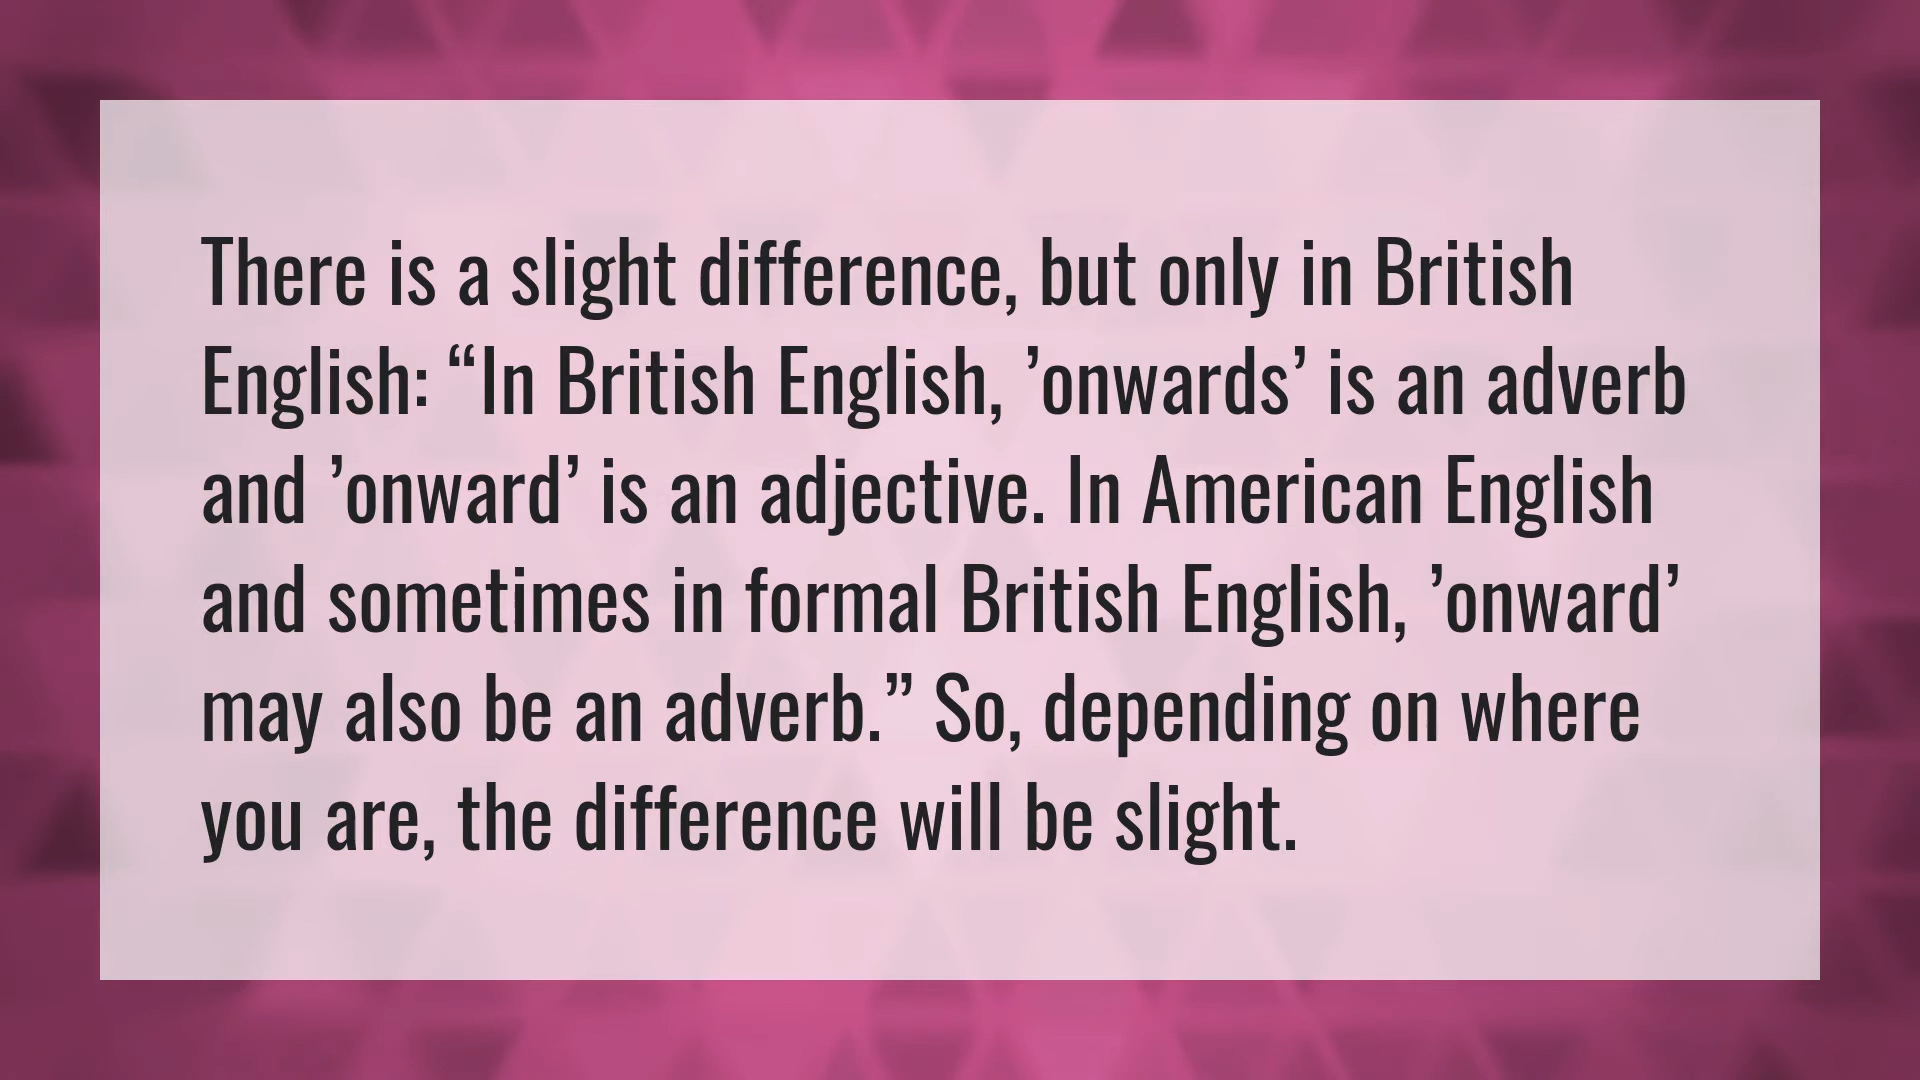 There is a slight difference, but only in British
English: “In British English, ’onwards’ is an adverb
and ’onward’ is an adjective. In American English
and sometimes in formal British English, ’onward’
may also be an adverb.” So, depending on where
you are, the difference will be slight.